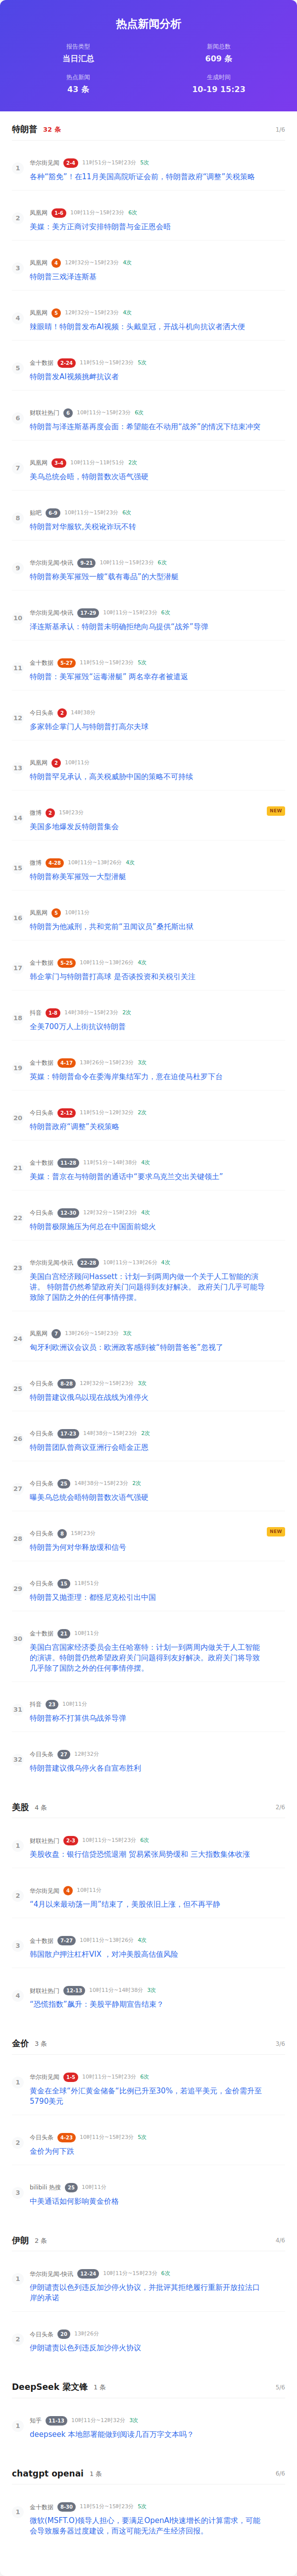 热点新闻分析
报告类型
新闻总数
当日汇总
609 条
热点新闻
生成时间
43 条
10-19 15:23
特朗普 32 条 1/6
1 华尔街见闻 2-4 11时51分~15时23分 5次
各种“豁免”！在11月美国高院听证会前，特朗普政府“调整”关税策略
2 凤凰网 1-4 10时11分~15时23分 6次
美媒：美方正商讨安排特朗普与金正恩会晤
3 凤凰网 4 12时32分~15时23分 4次
特朗普三戏泽连斯基
4 凤凰网 5 12时32分~15时23分 4次
辣眼睛！特朗普发布AI视频：头戴皇冠，开战斗机向抗议者洒大便
5 金十数据 2-24 11时51分~15时23分 5次
特朗普发AI视频挑衅抗议者
6 财联社热门 6 10时11分~15时23分 6次
特朗普与泽连斯基再度会面：希望能在不动用“战斧”的情况下结束冲突
7 凤凰网 3-4 10时11分~11时51分 2次
美乌总统会晤，特朗普数次语气强硬
8 贴吧 6-9 10时11分~15时23分 6次
特朗普对华服软,关税讹诈玩不转
9 华尔街见闻-快讯 9-21 10时11分~15时23分 6次
特朗普称美军摧毁一艘“载有毒品”的大型潜艇
10 华尔街见闻-快讯 17-29 10时11分~15时23分 6次
泽连斯基承认：特朗普未明确拒绝向乌提供“战斧”导弹
11 金十数据 5-27 11时51分~15时23分 5次
特朗普：美军摧毁“运毒潜艇” 两名幸存者被遣返
12 今日头条 2 14时38分
多家韩企掌门人与特朗普打高尔夫球
13 凤凰网 2 10时11分
特朗普罕见承认，高关税威胁中国的策略不可持续
14 微博 2 15时23分 NEW
美国多地爆发反特朗普集会
15 微博 4-28 10时11分~13时26分 4次
特朗普称美军摧毁一大型潜艇
16 凤凰网 5 10时11分
特朗普为他减刑，共和党前“丑闻议员”桑托斯出狱
17 金十数据 5-25 10时11分~13时26分 4次
韩企掌门与特朗普打高球 是否谈投资和关税引关注
18 抖音 1-8 14时38分~15时23分 2次
全美700万人上街抗议特朗普
19 金十数据 4-17 13时26分~15时23分 3次
英媒：特朗普命令在委海岸集结军力，意在迫使马杜罗下台
20 今日头条 2-12 11时51分~12时32分 2次
特朗普政府“调整”关税策略
21 金十数据 11-28 11时51分~14时38分 4次
美媒：普京在与特朗普的通话中“要求乌克兰交出关键领土”
22 今日头条 12-30 12时32分~15时23分 4次
特朗普极限施压为何总在中国面前熄火
23 华尔街见闻-快讯 22-28 10时11分~13时26分 4次
美国白宫经济顾问Hassett：计划一到两周内做一个关于人工智能的演
讲。 特朗普仍然希望政府关门问题得到友好解决。 政府关门几乎可能导
致除了国防之外的任何事情停摆。
24 凤凰网 7 13时26分~15时23分 3次
匈牙利欧洲议会议员：欧洲政客感到被“特朗普爸爸”忽视了
25 今日头条 8-28 12时32分~15时23分 3次
特朗普建议俄乌以现在战线为准停火
26 今日头条 17-23 14时38分~15时23分 2次
特朗普团队曾商议亚洲行会晤金正恩
27 今日头条 25 14时38分~15时23分 2次
曝美乌总统会晤特朗普数次语气强硬
28 今日头条 8 15时23分 NEW
特朗普为何对华释放缓和信号
29 今日头条 15 11时51分
特朗普又抛歪理：都怪尼克松引出中国
30 金十数据 21 10时11分
美国白宫国家经济委员会主任哈塞特：计划一到两周内做关于人工智能
的演讲。特朗普仍然希望政府关门问题得到友好解决。政府关门将导致
几乎除了国防之外的任何事情停摆。
31 抖音 23 10时11分
特朗普称不打算供乌战斧导弹
32 今日头条 27 12时32分
特朗普建议俄乌停火各自宣布胜利
美股 4 条 2/6
1 财联社热门 2-3 10时11分~15时23分 6次
美股收盘：银行信贷恐慌退潮 贸易紧张局势缓和 三大指数集体收涨
2 华尔街见闻 4 10时11分
“4月以来最动荡一周”结束了，美股依旧上涨，但不再平静
3 金十数据 7-27 10时11分~13时26分 4次
韩国散户押注杠杆VIX ，对冲美股高估值风险
4 财联社热门 12-13 10时11分~14时38分 3次
“恐慌指数”飙升：美股平静期宣告结束？
金价 3 条 3/6
1 华尔街见闻 1-5 10时11分~15时23分 6次
黄金在全球“外汇黄金储备”比例已升至30%，若追平美元，金价需升至
5790美元
2 今日头条 4-23 10时11分~15时23分 5次
金价为何下跌
3 bilibili 热搜 25 10时11分
中美通话如何影响黄金价格
伊朗 2 条 4/6
1 华尔街见闻-快讯 12-24 10时11分~15时23分 6次
伊朗谴责以色列违反加沙停火协议，并批评其拒绝履行重新开放拉法口
岸的承诺
2 今日头条 20 13时26分
伊朗谴责以色列违反加沙停火协议
DeepSeek 梁文锋 1 条 5/6
1 知乎 11-13 10时11分~12时32分 3次
deepseek 本地部署能做到阅读几百万字文本吗？
chatgpt openai 1 条 6/6
1 金十数据 8-30 11时51分~15时23分 5次
微软(MSFT.O)领导人担心，要满足OpenAI快速增长的计算需求，可能
会导致服务器过度建设，而这可能无法产生经济回报。